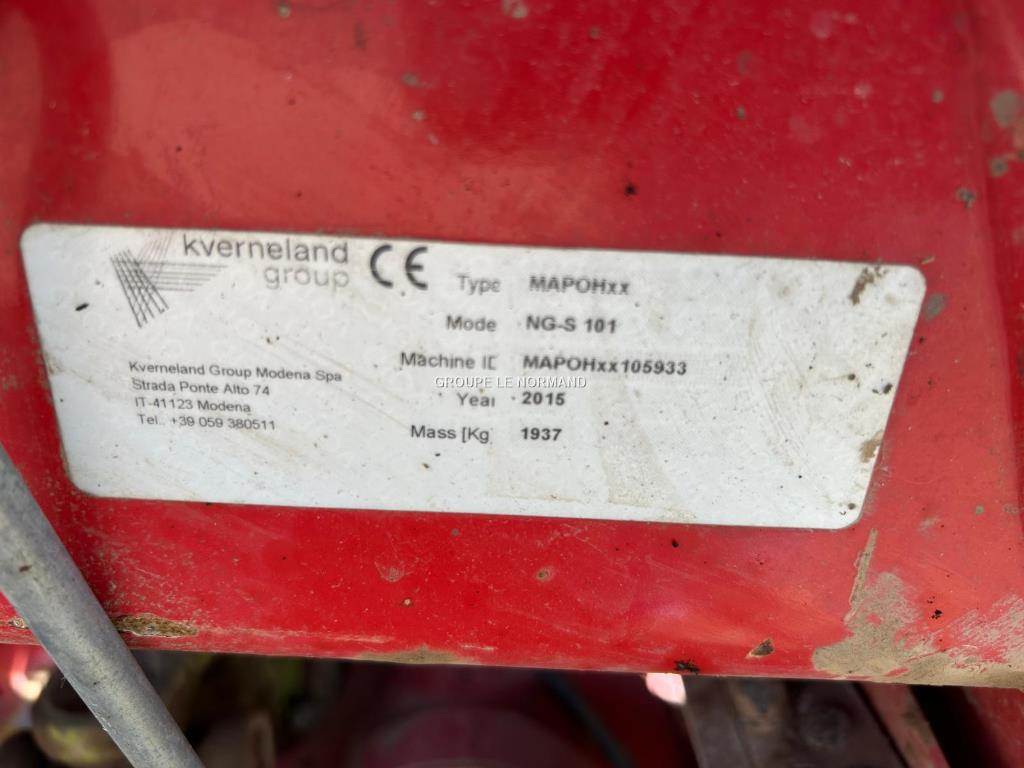 kverneland
group
CE
Type MAPOHxx
Mode NG-S 101
Machine ID MAPOHxx105933
Year 2015
Mass [Kg] 1937
Kverneland Group Modena Spa
Strada Ponte Alto 74
IT-41123 Modena
Tel.. +39 059 380511
GROUPE LE NORMAND